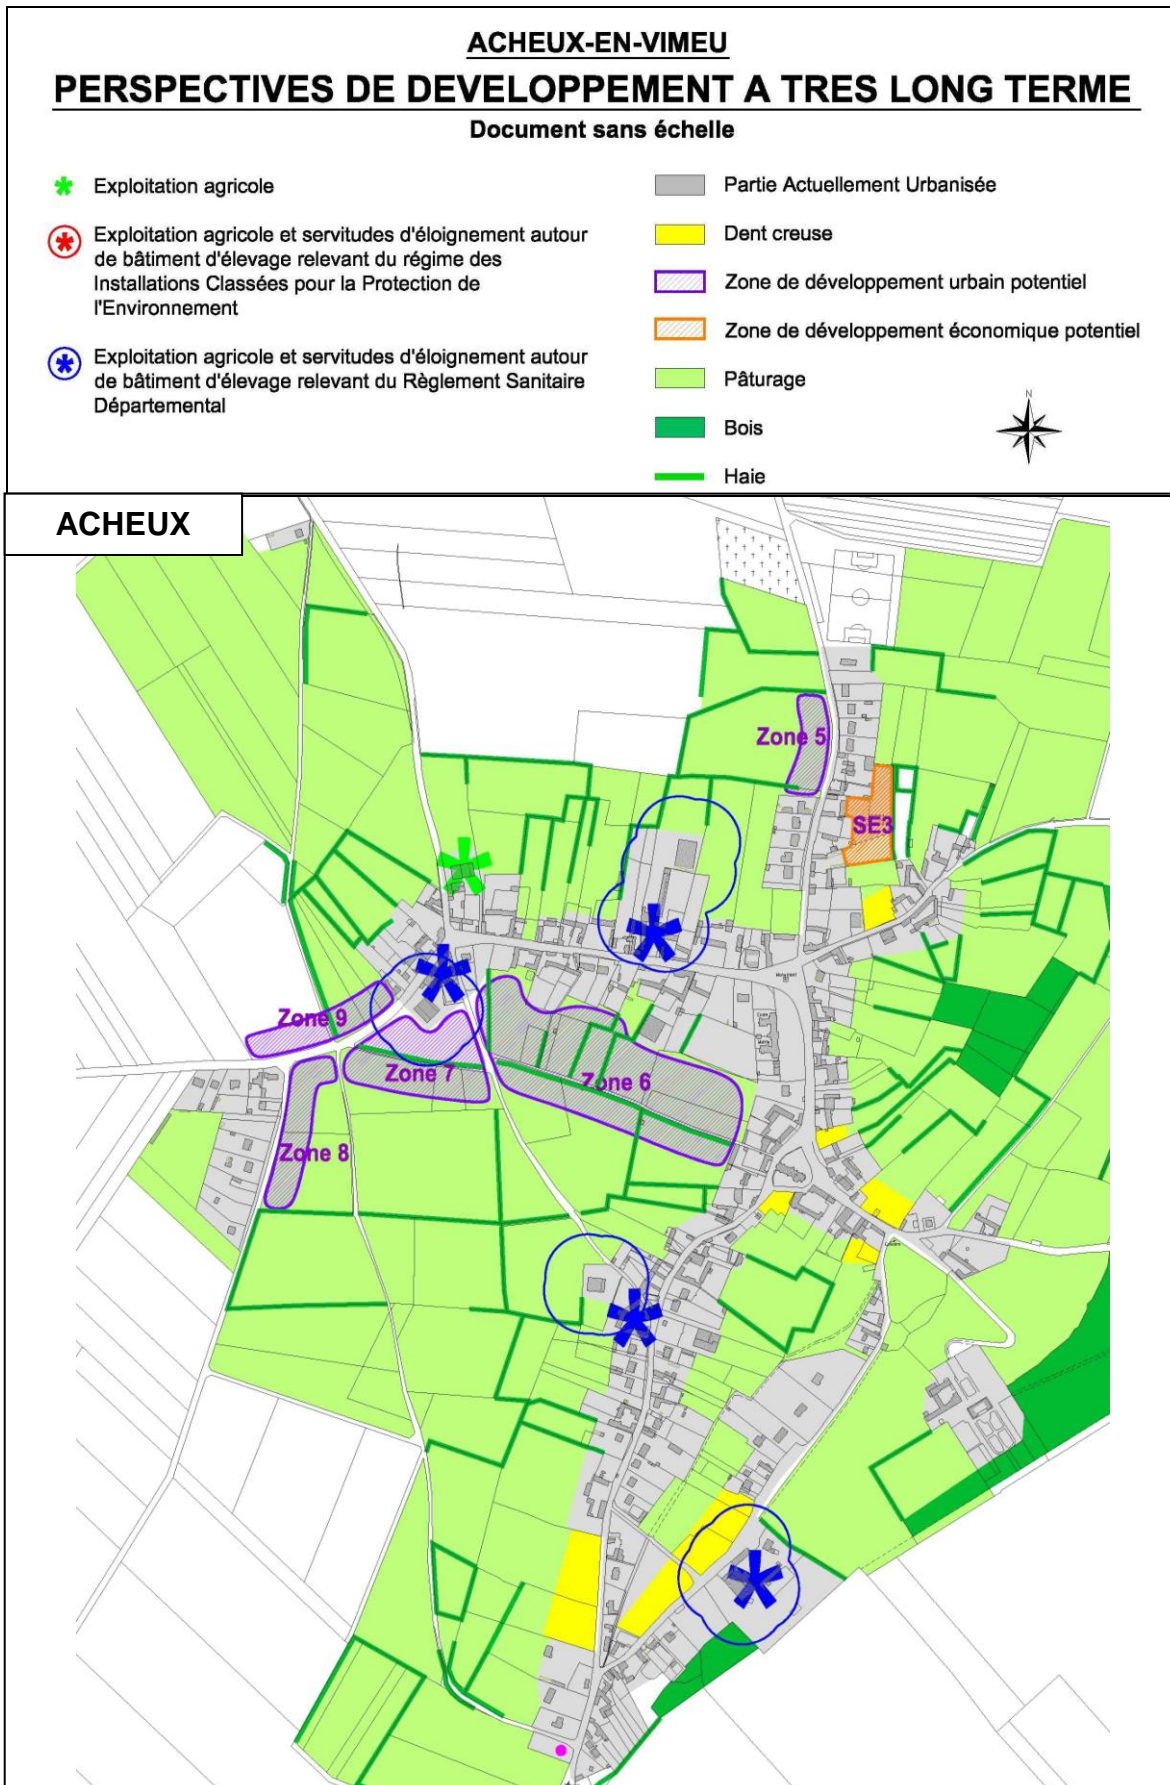 ACHEUX-EN-VIMEU
PERSPECTIVES DE DEVELOPPEMENT A TRES LONG TERME
Document sans échelle
Exploitation agricole
Exploitation agricole et servitudes d'éloignement autour
de bâtiment d'élevage relevant du régime des
Installations Classées pour la Protection de
l'Environnement
Exploitation agricole et servitudes d'éloignement autour
de bâtiment d'élevage relevant du Règlement Sanitaire
Départemental
Partie Actuellement Urbanisée
Dent creuse
Zone de développement urbain potentiel
Zone de développement économique potentiel
Pâturage
Bois
Haie
N
ACHEUX
Zone 5
SE3
Zone 9
Zone 7
Zone 6
Zone 8